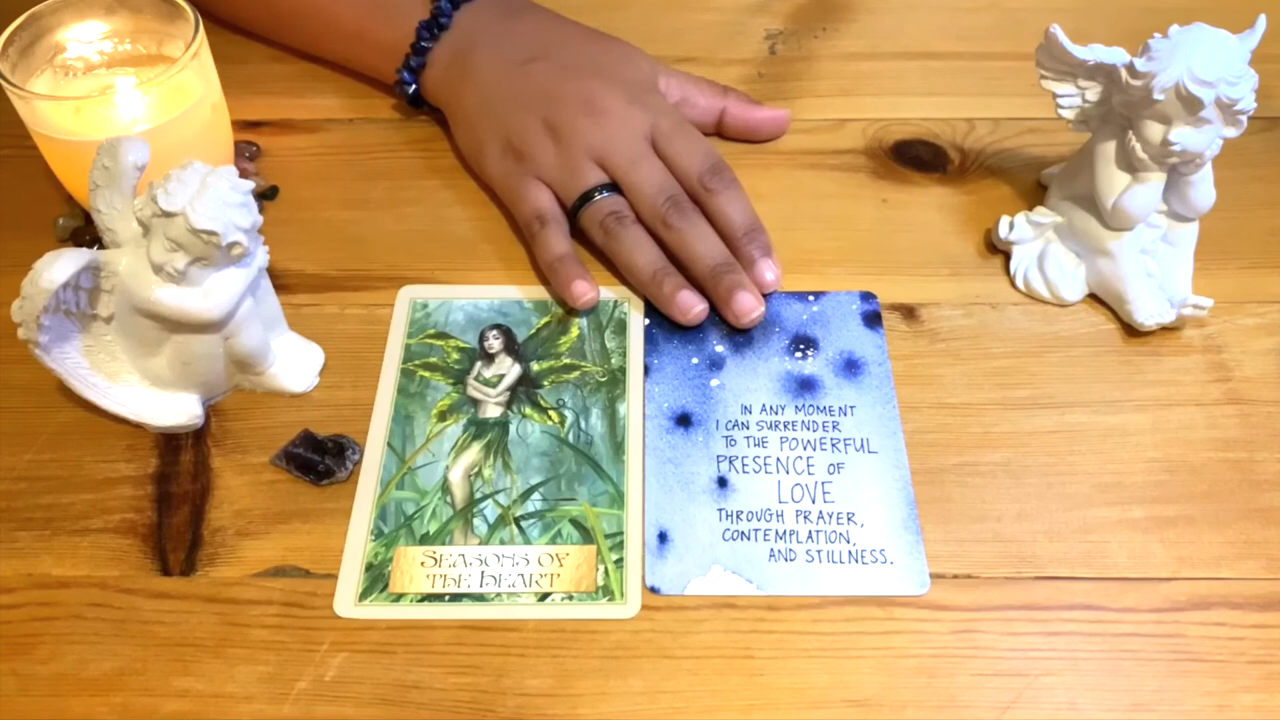 SEASONS OF
THE HEART
IN ANY MOMENT
I CAN SURRENDER
TO THE POWERFUL
PRESENCE OF
LOVE
THROUGH PRAYER,
CONTEMPLATION,
AND STILLNESS.